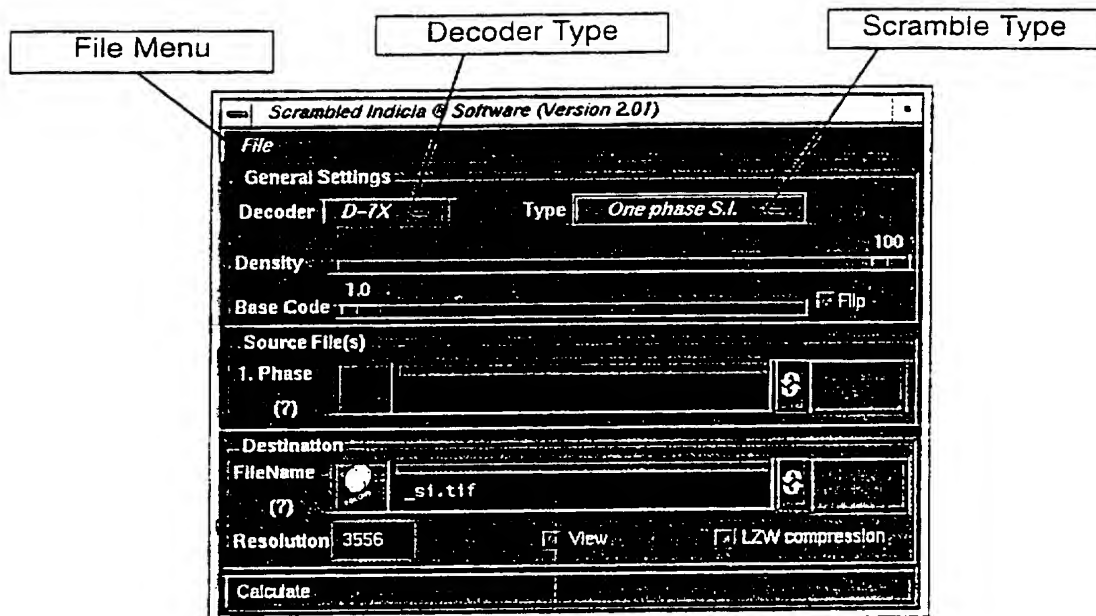 File Menu
Decoder Type
Scramble Type
Scrambled Indicia ® Software (Version 2.01)
File
General Settings
Decoder D-7X Type One phase S.I.
100
Density
1.0
Base Code Flip
Source File(s)
1. Phase
(?)
Destination
FileName
_si.tif
(?)
Resolution 3556 View LZW compression
Calculate